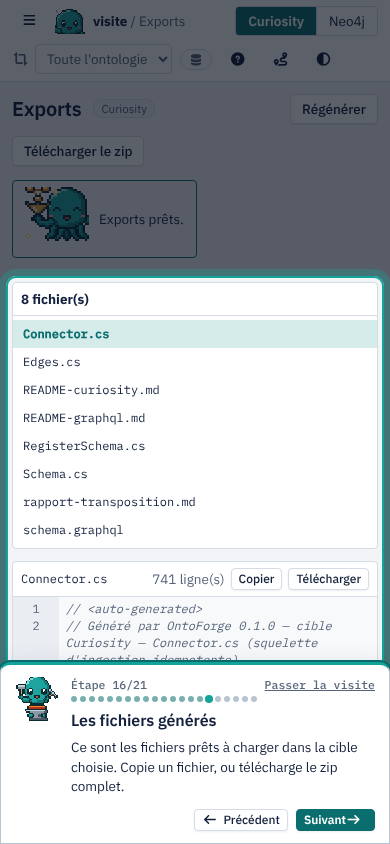 visite / Exports
Curiosity
Neo4j
Toute l'ontologie
Exports
Curiosity
Régénérer
Télécharger le zip
Exports prêts.
8 fichier(s)
Connector.cs
Edges.cs
README-curiosity.md
README-graphql.md
RegisterSchema.cs
Schema.cs
rapport-transposition.md
schema.graphql
Connector.cs
741 ligne(s)
Copier
Télécharger
1 // <auto-generated>
2 // Généré par OntoForge 0.1.0 — cible
Curiosity — Connector.cs (squelette
d'ingestion idempotente)
Étape 16/21
Passer la visite
Les fichiers générés
Ce sont les fichiers prêts à charger dans la cible
choisie. Copie un fichier, ou télécharge le zip
complet.
← Précédent
Suivant→